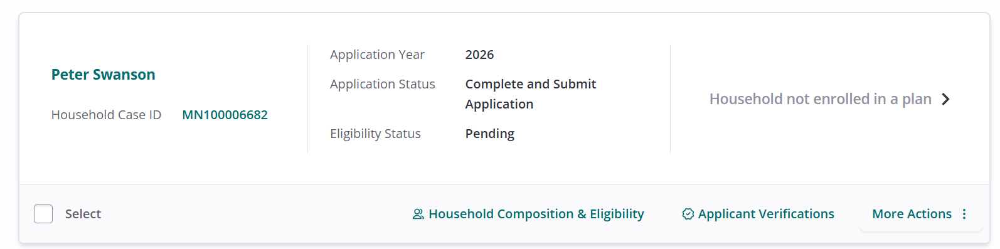 Peter Swanson
Household Case ID MN100006682
Application Year 2026
Application Status Complete and Submit
Application
Eligibility Status Pending
Household not enrolled in a plan
Select
Household Composition & Eligibility
Applicant Verifications
More Actions